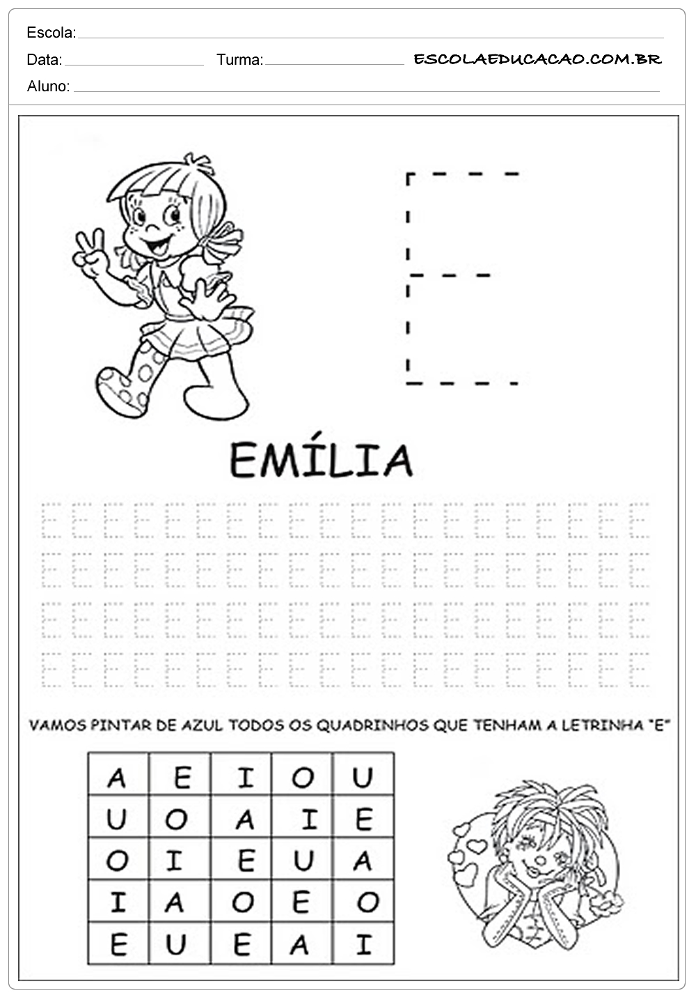 Escola:
Data: Turma: ESCOLAEDUCACAO.COM.BR
Aluno:
E
EMÍLIA
E E E E E E E E E E E E E E E E E E E E
E E E E E E E E E E E E E E E E E E E E
E E E E E E E E E E E E E E E E E E E E
E E E E E E E E E E E E E E E E E E E E
VAMOS PINTAR DE AZUL TODOS OS QUADRINHOS QUE TENHAM A LETRINHA "E"
A E I O U
U O A I E
O I E U A
I A O E O
E U E A I